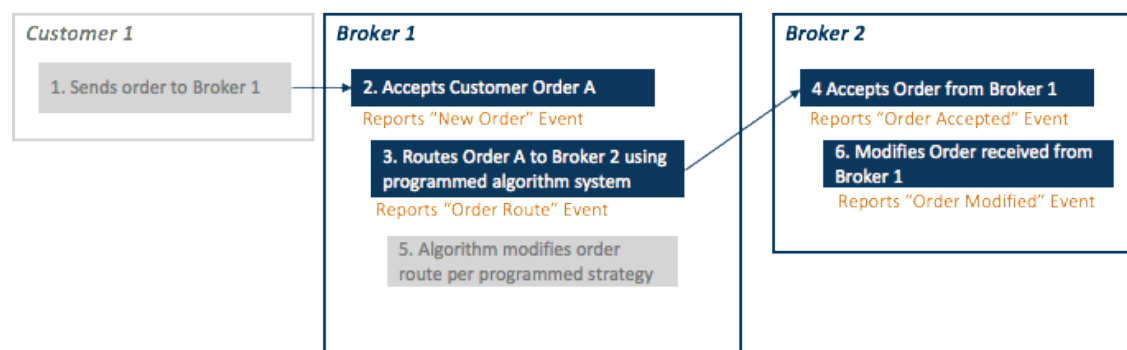 Customer 1
1. Sends order to Broker 1
Broker 1
2. Accepts Customer Order A
Reports "New Order" Event
3. Routes Order A to Broker 2 using
programmed algorithm system
Reports "Order Route" Event
5. Algorithm modifies order
route per programmed strategy
Broker 2
4 Accepts Order from Broker 1
Reports "Order Accepted" Event
6. Modifies Order received from
Broker 1
Reports "Order Modified" Event